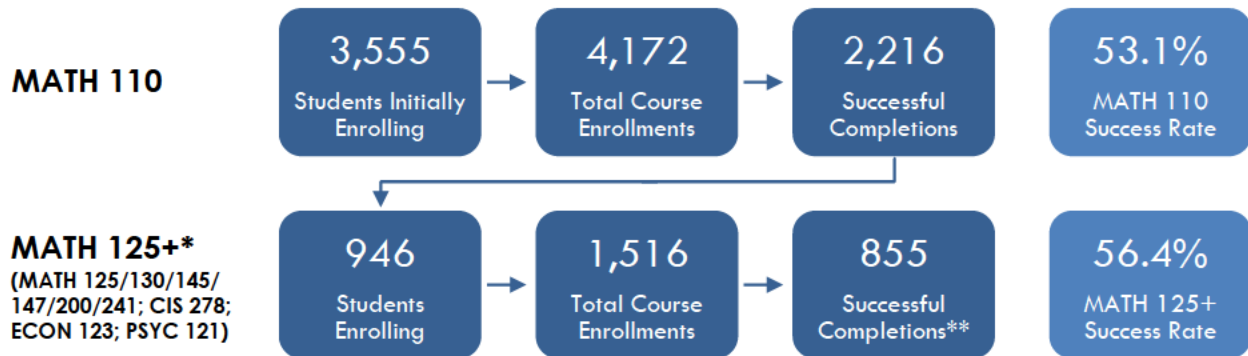 MATH 110
3,555
Students Initially
Enrolling
4,172
Total Course
Enrollments
2,216
Successful
Completions
53.1%
MATH 110
Success Rate
MATH 125+*
(MATH 125/130/145/
147/200/241; CIS 278;
ECON 123; PSYC 121)
946
Students
Enrolling
1,516
Total Course
Enrollments
855
Successful
Completions**
56.4%
MATH 125+
Success Rate